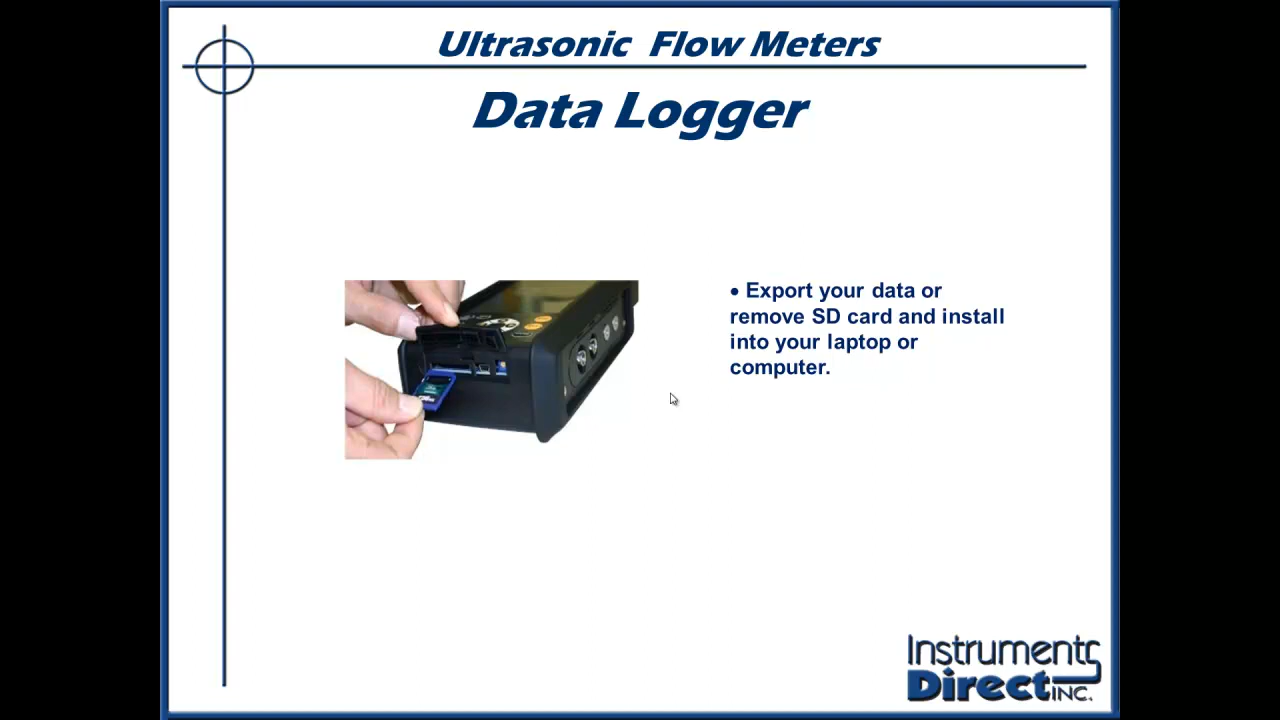 Ultrasonic Flow Meters
Data Logger
• Export your data or
remove SD card and install
into your laptop or
computer.
Instruments
Direct INC.